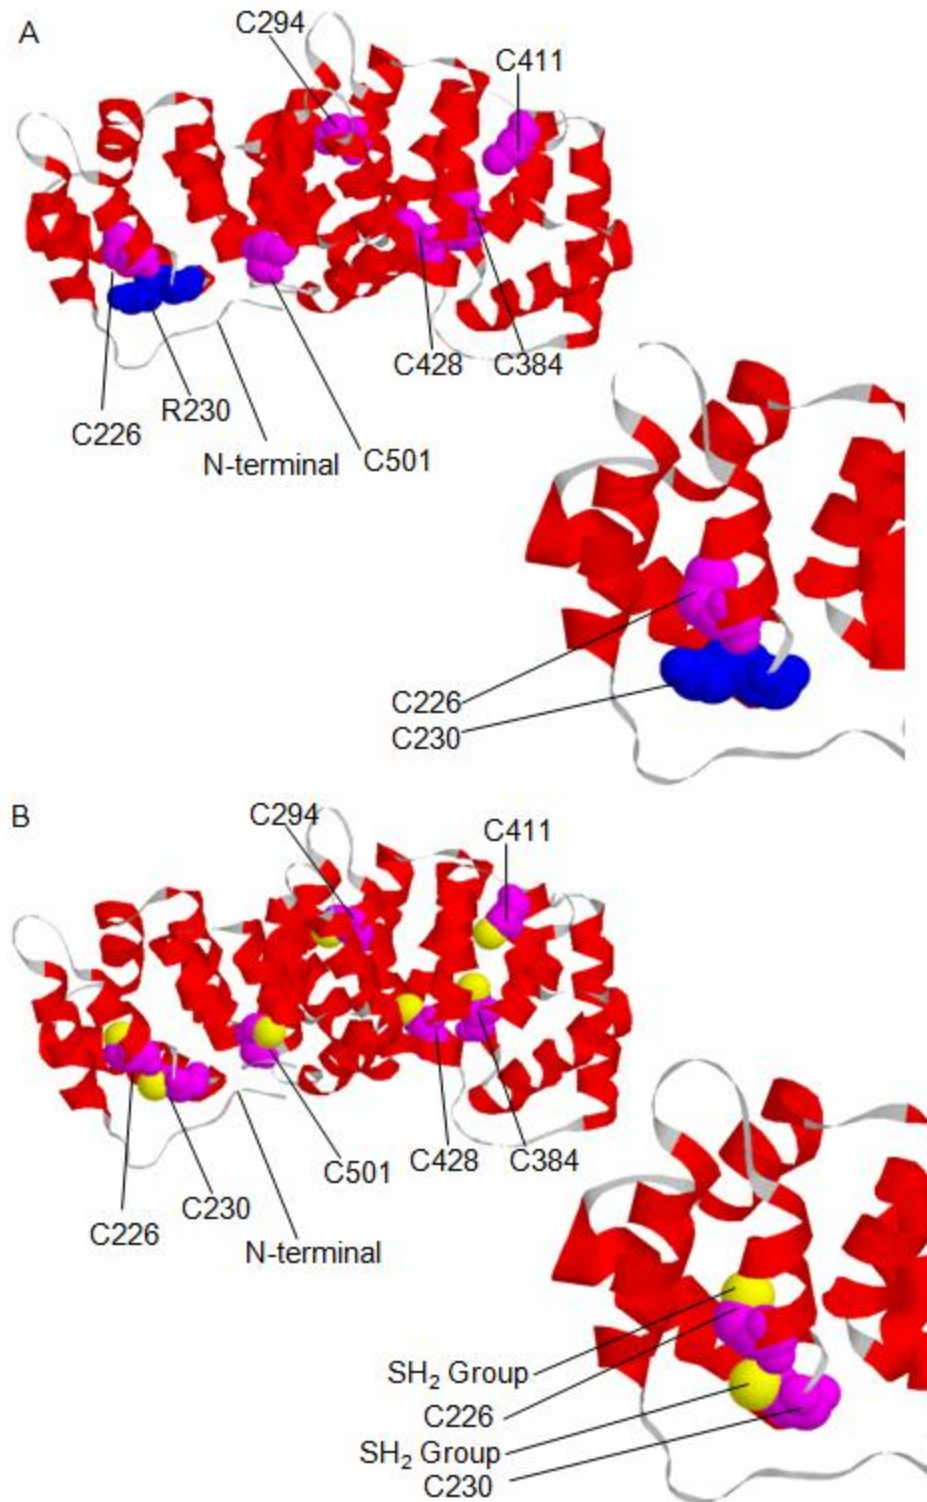 A
C294
C411
C428
C384
R230
C226
N-terminal
C501
C226
C230
B
C294
C411
C501
C428
C384
C230
C226
N-terminal
SH₂ Group
C226
SH₂ Group
C230